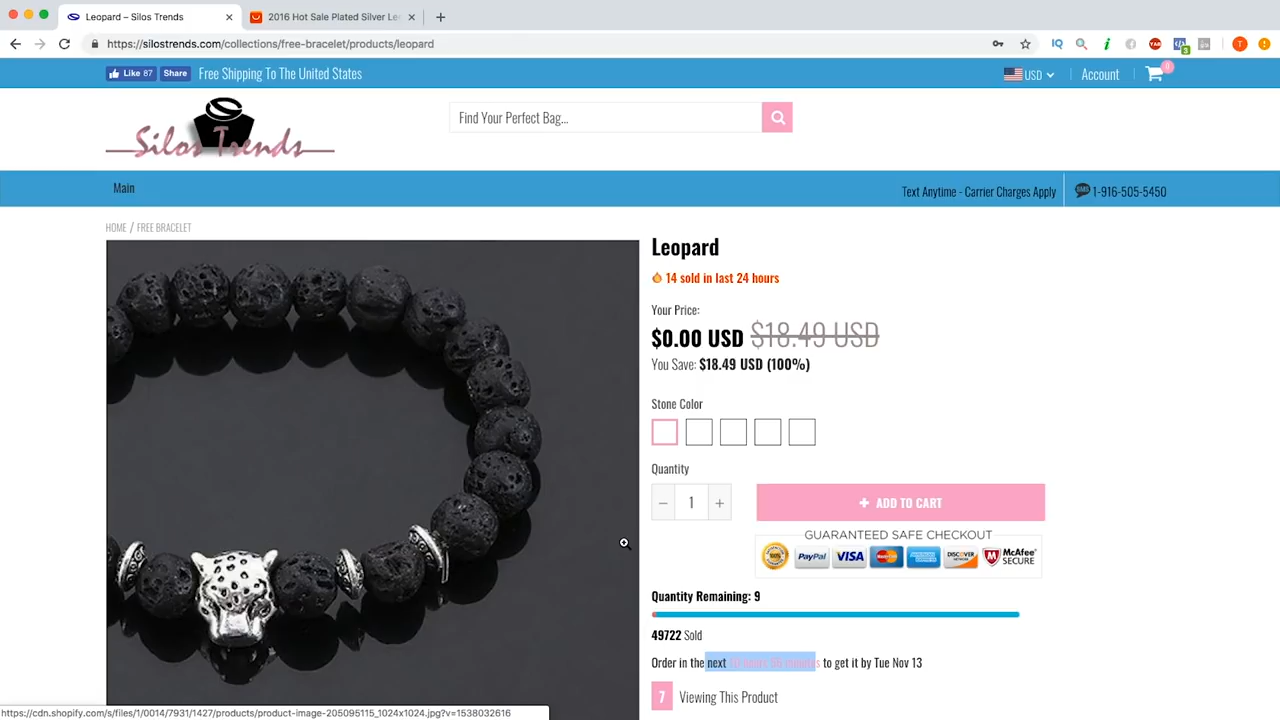 Leopard – Silos Trends
2016 Hot Sale Plated Silver Le
https://silostrends.com/collections/free-bracelet/products/leopard
Like 87 Share Free Shipping To The United States
USD Account 0
Silos Trends
Find Your Perfect Bag...
Main
Text Anytime - Carrier Charges Apply
SMS 1-916-505-5450
HOME / FREE BRACELET
Leopard
14 sold in last 24 hours
Your Price:
$0.00 USD $18.49 USD
You Save: $18.49 USD (100%)
Stone Color
Quantity
− 1 +
+ ADD TO CART
GUARANTEED SAFE CHECKOUT
100% PayPal VISA MasterCard DISCOVER McAfee SECURE
Quantity Remaining: 9
49722 Sold
Order in the next to get it by Tue Nov 13
7 Viewing This Product
https://cdn.shopify.com/s/files/1/0014/7931/1427/products/product-image-205095115_1024x1024.jpg?v=1538032616